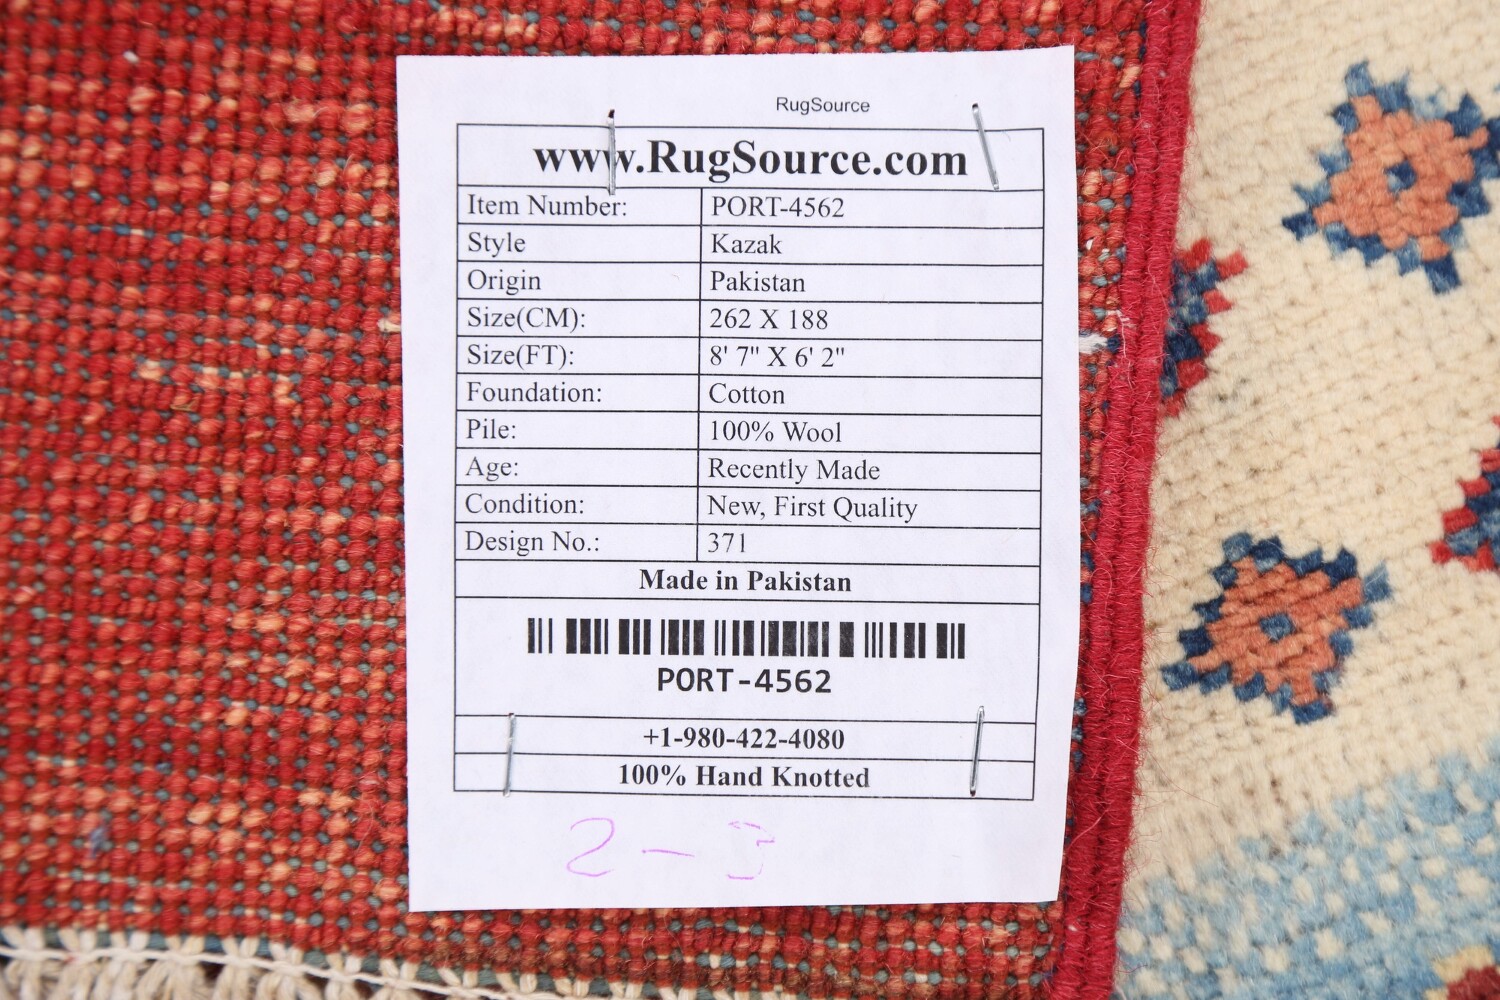 RugSource
www.RugSource.com
Item Number: PORT-4562
Style Kazak
Origin Pakistan
Size(CM): 262 X 188
Size(FT): 8' 7" X 6' 2"
Foundation: Cotton
Pile: 100% Wool
Age: Recently Made
Condition: New, First Quality
Design No.: 371
Made in Pakistan
PORT-4562
+1-980-422-4080
100% Hand Knotted
2-3